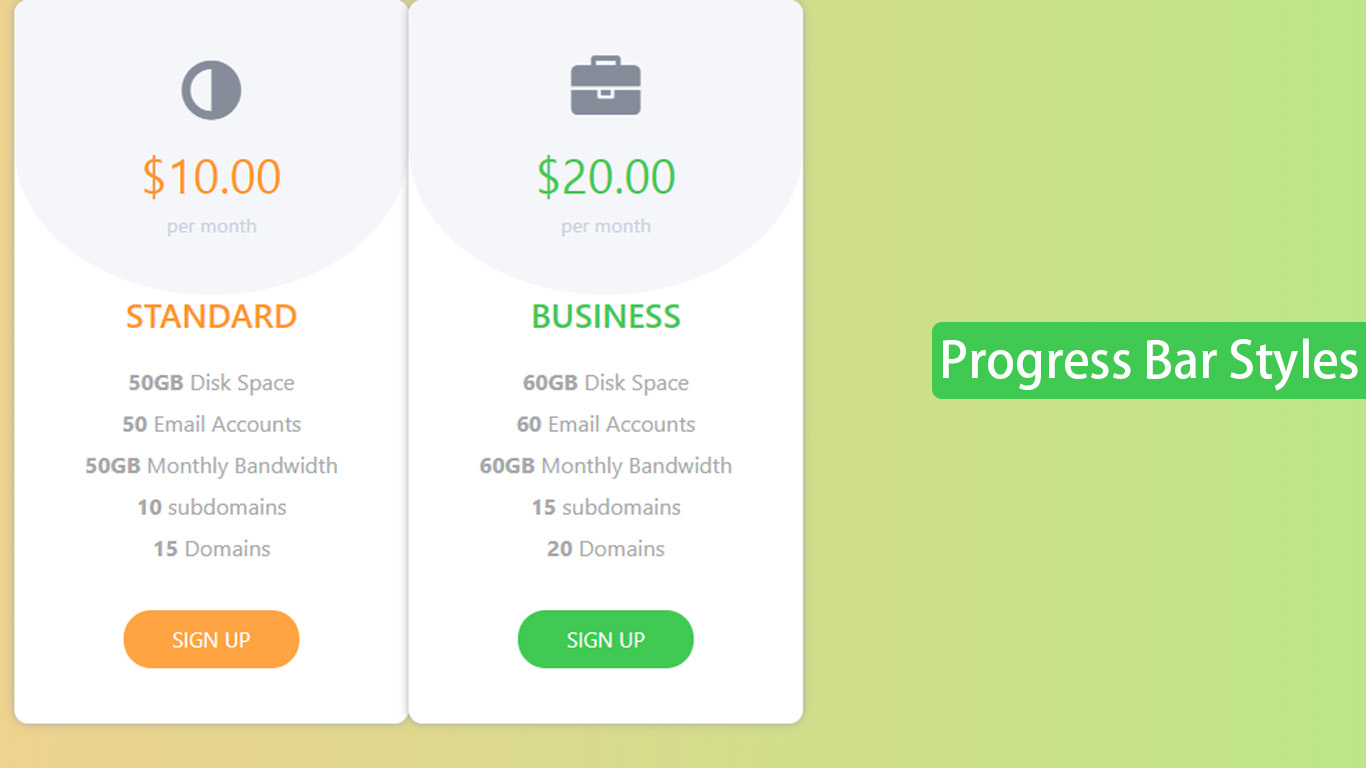 $10.00
per month
STANDARD
50GB Disk Space
50 Email Accounts
50GB Monthly Bandwidth
10 subdomains
15 Domains
SIGN UP
$20.00
per month
BUSINESS
60GB Disk Space
60 Email Accounts
60GB Monthly Bandwidth
15 subdomains
20 Domains
SIGN UP
Progress Bar Styles